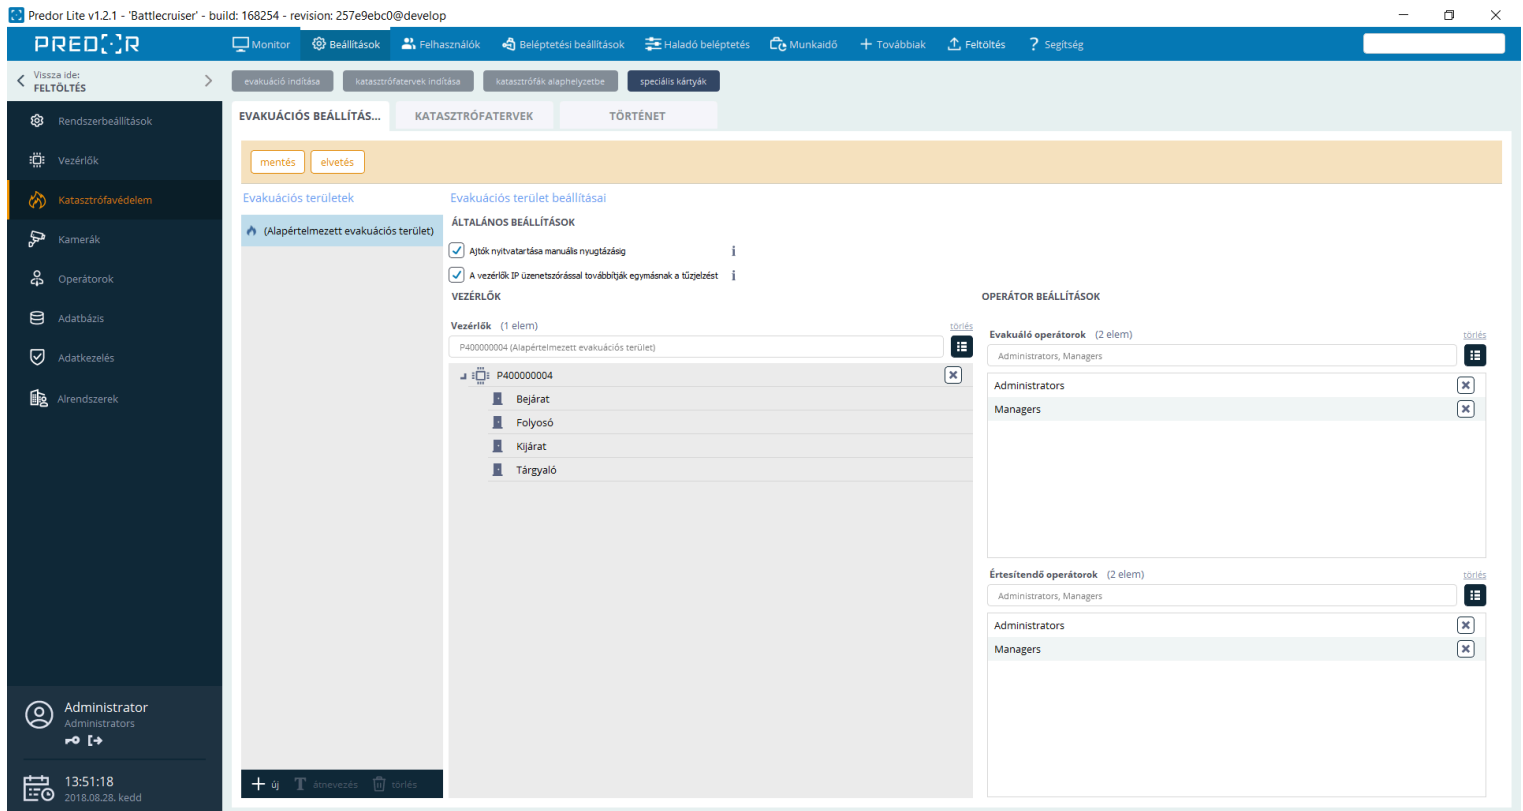 Predor Lite v1.2.1 - 'Battlecruiser' - build: 168254 - revision: 257e9ebc0@develop
PREDOR
Monitor
Beállítások
Felhasználók
Beléptetési beállítások
Haladó beléptetés
Munkaidő
Továbbiak
Feltöltés
Segítség
Vissza ide:
FELTÖLTÉS
evakuáció indítása
katasztrófatervek indítása
katasztrófák alaphelyzetbe
speciális kártyák
Rendszerbeállítások
Vezérlők
Katasztrófavédelem
Kamerák
Operátorok
Adatbázis
Adatkezelés
Alrendszerek
EVAKUÁCIÓS BEÁLLÍTÁS...
KATASZTRÓFATERVEK
TÖRTÉNET
mentés
elvetés
Evakuációs területek
(Alapértelmezett evakuációs terület)
Evakuációs terület beállításai
ÁLTALÁNOS BEÁLLÍTÁSOK
Ajtók nyitvatartása manuális nyugtázásig
A vezérlők IP üzenetszórással továbbítják egymásnak a tűzjelzést
VEZÉRLŐK
Vezérlők (1 elem)
törlés
P400000004 (Alapértelmezett evakuációs terület)
P400000004
Bejárat
Folyosó
Kijárat
Tárgyaló
OPERÁTOR BEÁLLÍTÁSOK
Evakuáló operátorok (2 elem)
törlés
Administrators, Managers
Administrators
Managers
Értesítendő operátorok (2 elem)
törlés
Administrators, Managers
Administrators
Managers
Administrator
Administrators
13:51:18
2018.08.28. kedd
új
átnevezés
törlés